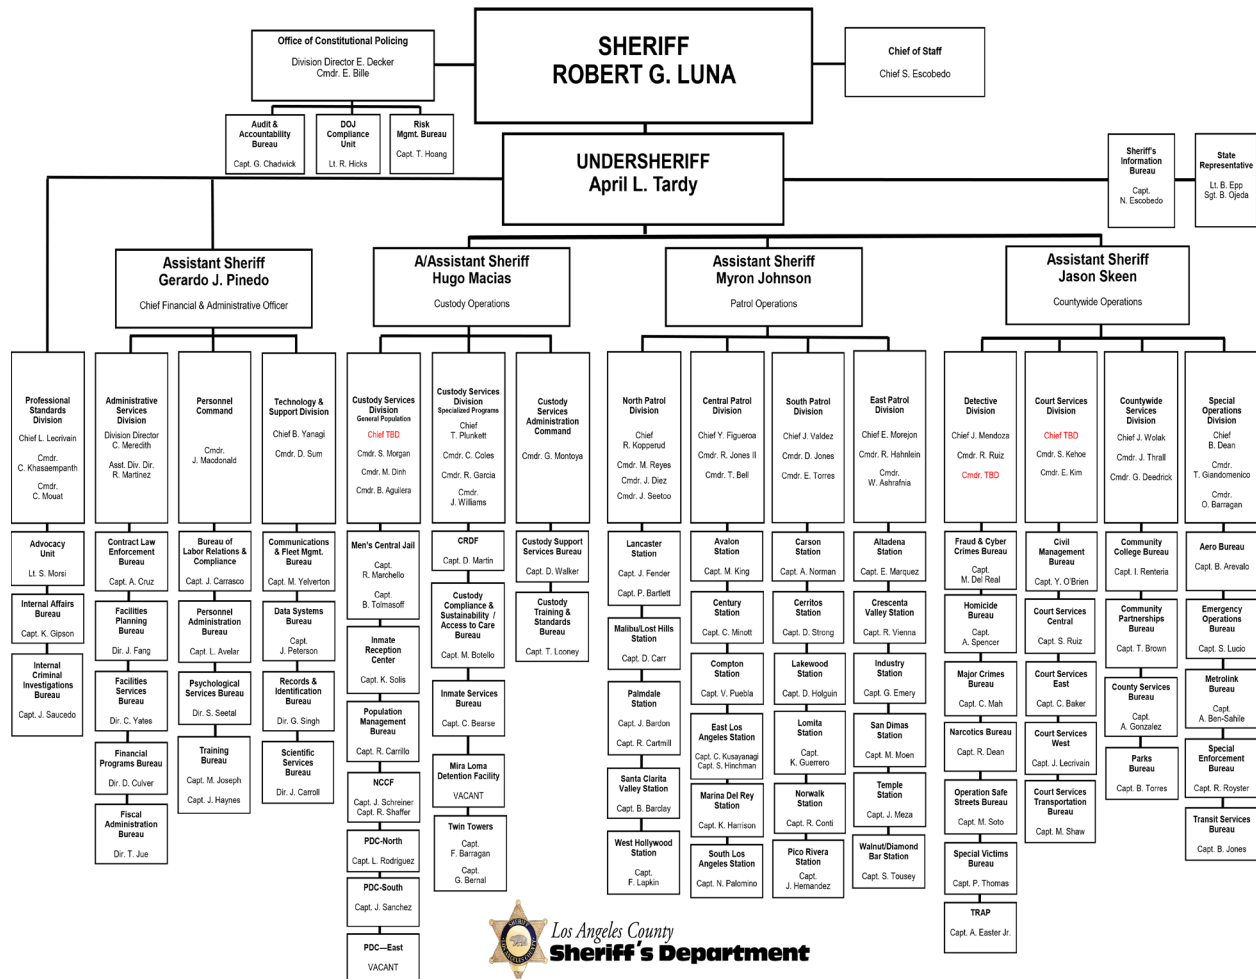 SHERIFF
ROBERT G. LUNA
Office of Constitutional Policing
Division Director E. Decker
Cmdr. E. Bille
Chief of Staff
Chief S. Escobedo
Audit &
Accountability
Bureau
Capt. G. Chadwick
DOJ
Compliance
Unit
Lt. R. Hicks
Risk
Mgmt. Bureau
Capt. T. Hoang
UNDERSHERIFF
April L. Tardy
Sheriff's
Information
Bureau
Capt.
N. Escobedo
State
Representative
Lt. B. Epp
Sgt. B. Ojeda
Assistant Sheriff
Gerardo J. Pinedo
Chief Financial & Administrative Officer
A/Assistant Sheriff
Hugo Macias
Custody Operations
Assistant Sheriff
Myron Johnson
Patrol Operations
Assistant Sheriff
Jason Skeen
Countywide Operations
Professional
Standards
Division
Chief L. Lecrivain
Cmdr.
C. Khasaempanth
Cmdr.
C. Mouat
Advocacy
Unit
Lt. S. Morsi
Internal Affairs
Bureau
Capt. K. Gipson
Internal
Criminal
Investigations
Bureau
Capt. J. Saucedo
Administrative
Services
Division
Division Director
C. Meredith
Asst. Div. Dir.
R. Martinez
Contract Law
Enforcement
Bureau
Capt. A. Cruz
Facilities
Planning
Bureau
Dir. J. Fang
Facilities
Services
Bureau
Dir. C. Yates
Financial
Programs Bureau
Dir. D. Culver
Fiscal
Administration
Bureau
Dir. T. Jue
Personnel
Command
Cmdr.
J. Macdonald
Bureau of
Labor Relations &
Compliance
Capt. J. Carrasco
Personnel
Administration
Bureau
Capt. L. Avelar
Psychological
Services Bureau
Dir. S. Seetal
Training
Bureau
Capt. M. Joseph
Capt. J. Haynes
Technology &
Support Division
Chief B. Yanagi
Cmdr. D. Sum
Communications
& Fleet Mgmt.
Bureau
Capt. M. Yelverton
Data Systems
Bureau
Capt.
J. Peterson
Records &
Identification
Bureau
Dir. G. Singh
Scientific
Services
Bureau
Dir. J. Carroll
Custody Services
Division
General Population
Chief TBD
Cmdr. S. Morgan
Cmdr. M. Dinh
Cmdr. B. Aguilera
Men's Central Jail
Capt.
R. Marchello
Capt.
B. Tolmasoff
Inmate
Reception
Center
Capt. K. Solis
Population
Management
Bureau
Capt. R. Carrillo
NCCF
Capt. J. Schreiner
Capt. R. Shaffer
PDC-North
Capt. L. Rodriguez
PDC-South
Capt. J. Sanchez
PDC—East
VACANT
Custody Services
Division
Specialized Programs
Chief
T. Plunkett
Cmdr. C. Coles
Cmdr. R. Garcia
Cmdr.
J. Williams
CRDF
Capt. D. Martin
Custody
Compliance &
Sustainability /
Access to Care
Bureau
Capt. M. Botello
Inmate Services
Bureau
Capt. C. Bearse
Mira Loma
Detention Facility
VACANT
Twin Towers
Capt.
F. Barragan
Capt.
G. Bernal
Custody
Services
Administration
Command
Cmdr. G. Montoya
Custody Support
Services Bureau
Capt. D. Walker
Custody
Training &
Standards
Bureau
Capt. T. Looney
North Patrol
Division
Chief
R. Kopperud
Cmdr. M. Reyes
Cmdr. J. Diez
Cmdr. J. Seetoo
Lancaster
Station
Capt. J. Fender
Capt. P. Bartlett
Malibu/Lost Hills
Station
Capt. D. Carr
Palmdale
Station
Capt. J. Bardon
Capt. R. Cartmill
Santa Clarita
Valley Station
Capt. B. Barclay
West Hollywood
Station
Capt.
F. Lapkin
Central Patrol
Division
Chief Y. Figueroa
Cmdr. R. Jones II
Cmdr. T. Bell
Avalon
Station
Capt. M. King
Century
Station
Capt. C. Minott
Compton
Station
Capt. V. Puebla
East Los
Angeles Station
Capt. C. Kusayanagi
Capt. S. Hinchman
Marina Del Rey
Station
Capt. K. Harrison
South Los
Angeles Station
Capt. N. Palomino
South Patrol
Division
Chief J. Valdez
Cmdr. D. Jones
Cmdr. E. Torres
Carson
Station
Capt. A. Norman
Cerritos
Station
Capt. D. Strong
Lakewood
Station
Capt. D. Holguin
Lomita
Station
Capt.
K. Guerrero
Norwalk
Station
Capt. R. Conti
Pico Rivera
Station
Capt.
J. Hernandez
East Patrol
Division
Chief E. Morejon
Cmdr. R. Hahnlein
Cmdr.
W. Ashrafnia
Altadena
Station
Capt. E. Marquez
Crescenta
Valley Station
Capt. R. Vienna
Industry
Station
Capt. G. Emery
San Dimas
Station
Capt. M. Moen
Temple
Station
Capt. J. Meza
Walnut/Diamond
Bar Station
Capt. S. Tousey
Detective
Division
Chief J. Mendoza
Cmdr. R. Ruiz
Cmdr. TBD
Fraud & Cyber
Crimes Bureau
Capt.
M. Del Real
Homicide
Bureau
Capt.
A. Spencer
Major Crimes
Bureau
Capt. C. Mah
Narcotics Bureau
Capt. R. Dean
Operation Safe
Streets Bureau
Capt. M. Soto
Special Victims
Bureau
Capt. P. Thomas
TRAP
Capt. A. Easter Jr.
Court Services
Division
Chief TBD
Cmdr. S. Kehoe
Cmdr. E. Kim
Civil
Management
Bureau
Capt. Y. O'Brien
Court Services
Central
Capt. S. Ruiz
Court Services
East
Capt. C. Baker
Court Services
West
Capt. J. Lecrivain
Court Services
Transportation
Bureau
Capt. M. Shaw
Countywide
Services
Division
Chief J. Wolak
Cmdr. J. Thrall
Cmdr. G. Deedrick
Community
College Bureau
Capt. I. Renteria
Community
Partnerships
Bureau
Capt. T. Brown
County Services
Bureau
Capt.
A. Gonzalez
Parks
Bureau
Capt. B. Torres
Special
Operations
Division
Chief
B. Dean
Cmdr.
T. Giandomenico
Cmdr.
O. Barragan
Aero Bureau
Capt. B. Arevalo
Emergency
Operations
Bureau
Capt. S. Lucio
Metrolink
Bureau
Capt.
A. Ben-Sahile
Special
Enforcement
Bureau
Capt. R. Royster
Transit Services
Bureau
Capt. B. Jones
Los Angeles County
Sheriff's Department